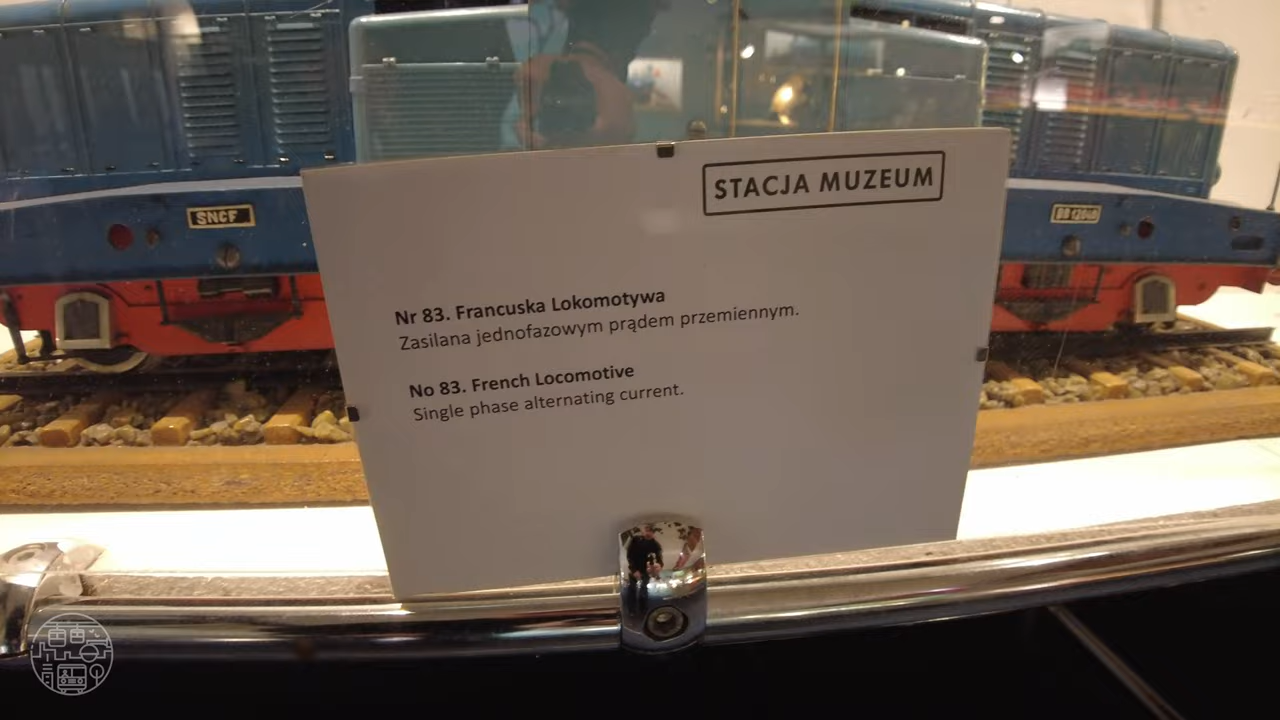 STACJA MUZEUM
SNCF
Nr 83. Francuska Lokomotywa
Zasilana jednofazowym prądem przemiennym.
No 83. French Locomotive
Single phase alternating current.